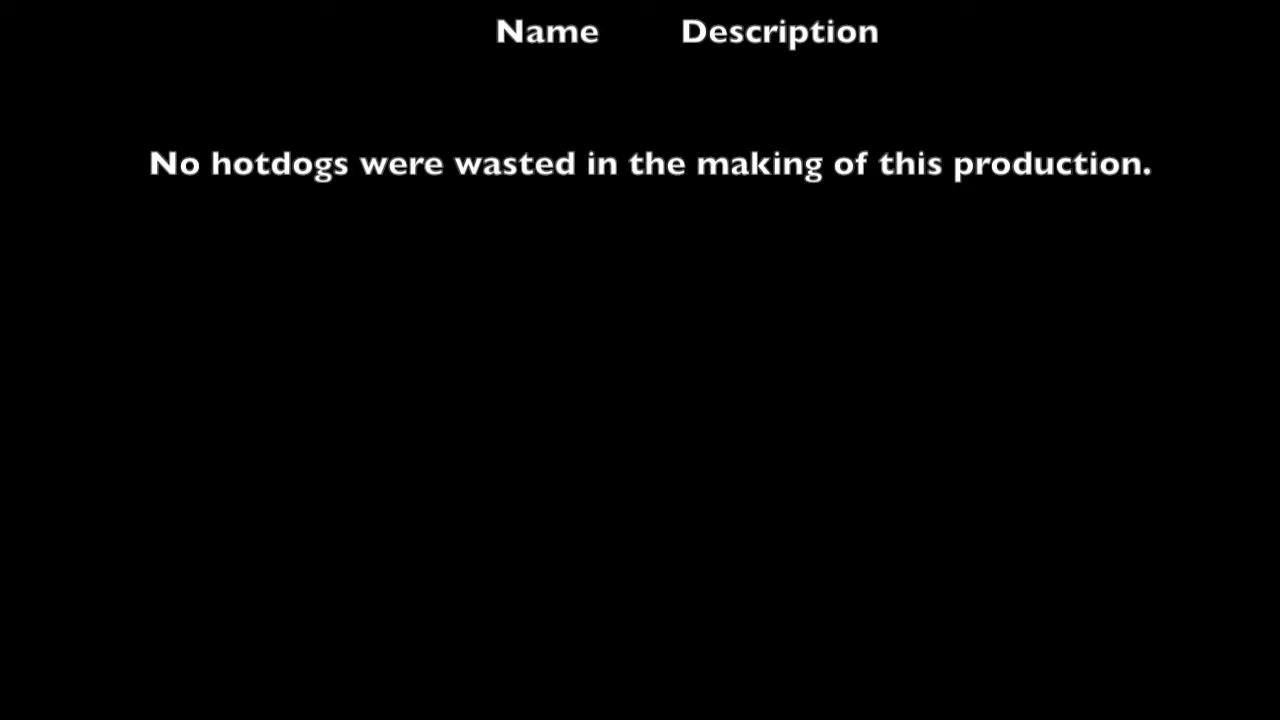 Name Description
No hotdogs were wasted in the making of this production.